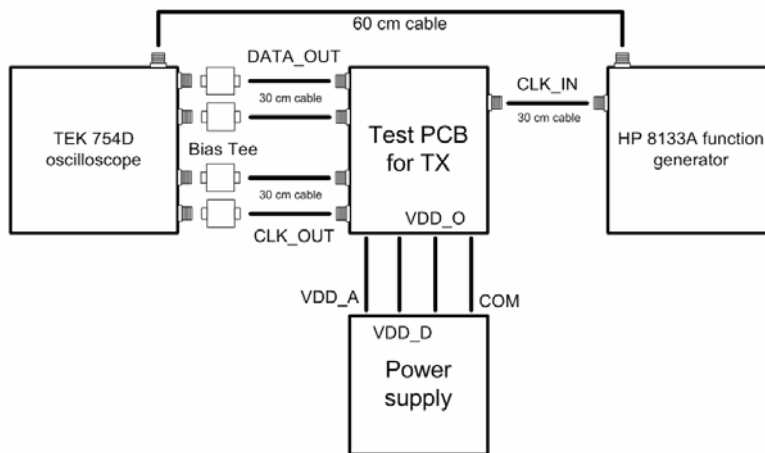 60 cm cable
DATA_OUT
30 cm cable
CLK_IN
30 cm cable
TEK 754D
oscilloscope
Bias Tee
Test PCB
for TX
HP 8133A function
generator
30 cm cable
CLK_OUT
VDD_O
VDD_A
COM
VDD_D
Power
supply